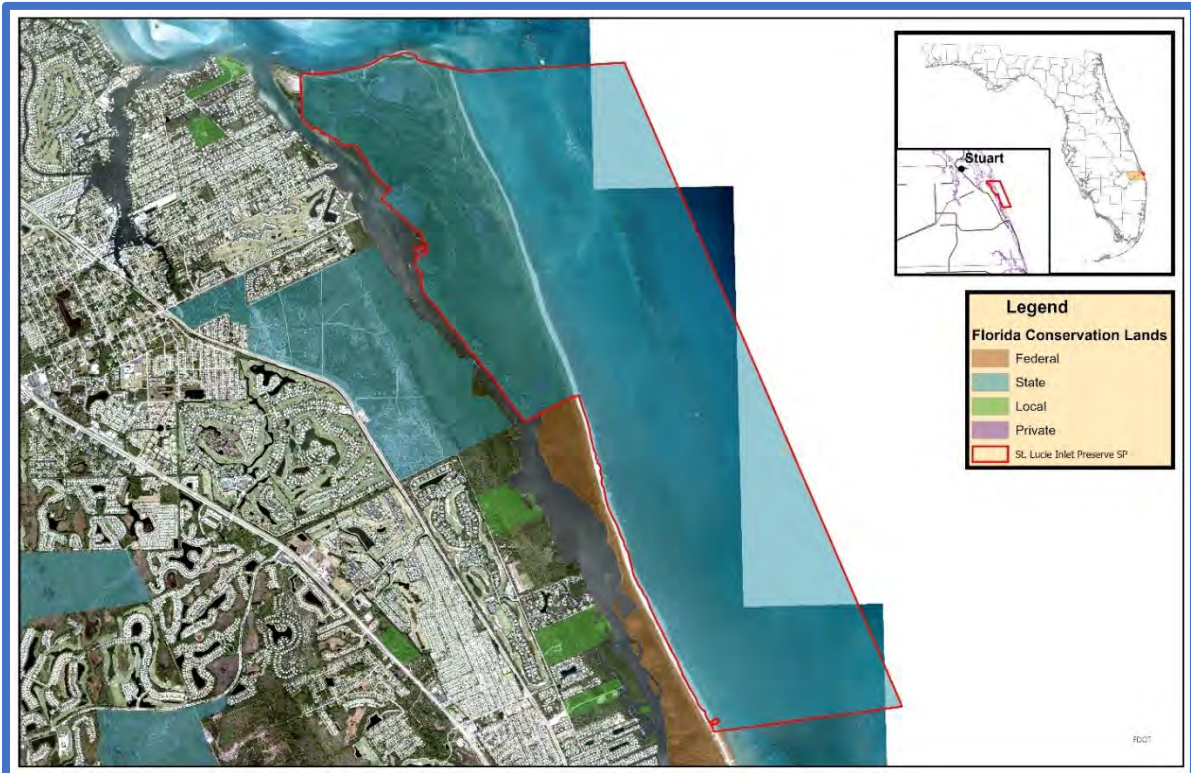 Stuart
Legend
Florida Conservation Lands
Federal
State
Local
Private
St. Lucie Inlet Preserve SP
FDOT